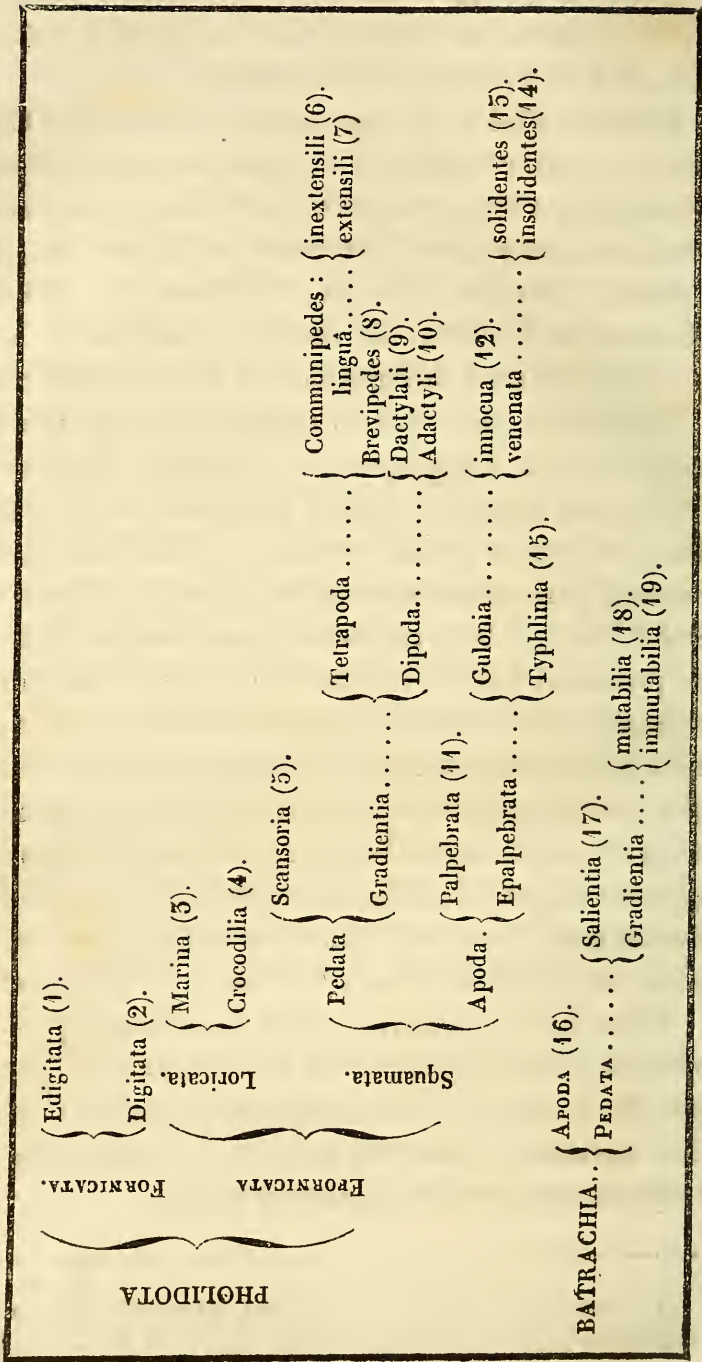 PHOLIDOTA
FORNICATA.
Edigitata (1).
Digitata (2).
EFORNICATA
Loricata.
Marina (3).
Crocodilia (4).
Squamata.
Pedata
Scansoria (5).
Gradientia......
Tetrapoda.......
Communipedes :
linguâ.....
inextensili (6).
extensili (7)
Brevipedes (8).
Dipoda..........
Dactylati (9).
Adactyli (10).
Apoda.
Palpebrata (11).
Epalpebrata.....
Gulonia.........
innocua (12).
venenata........
solidentes (13).
insolidentes(14).
Typhlinia (15).
BATRACHIA,.
APODA (16).
PEDATA.......
Salientia (17).
Gradientia ....
mutabilia (18).
immutabilia (19).